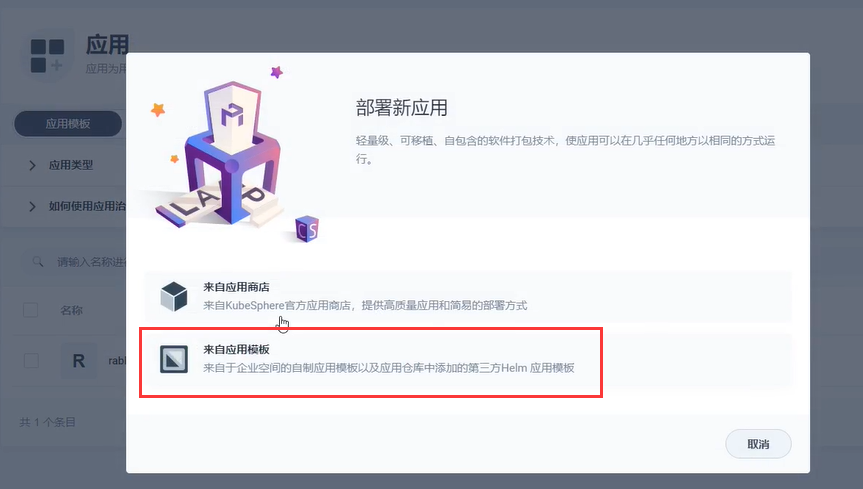 应用
应用为用
部署新应用
轻量级、可移植、自包含的软件打包技术，使应用可以在几乎任何地方以相同的方式运
行。
应用模板
应用类型
如何使用应用治
请输入名称进
名称
R
rabl
共 1 个条目
来自应用商店
来自KubeSphere官方应用商店，提供高质量应用和简易的部署方式
来自应用模板
来自于企业空间的自制应用模板以及应用仓库中添加的第三方Helm 应用模板
取消